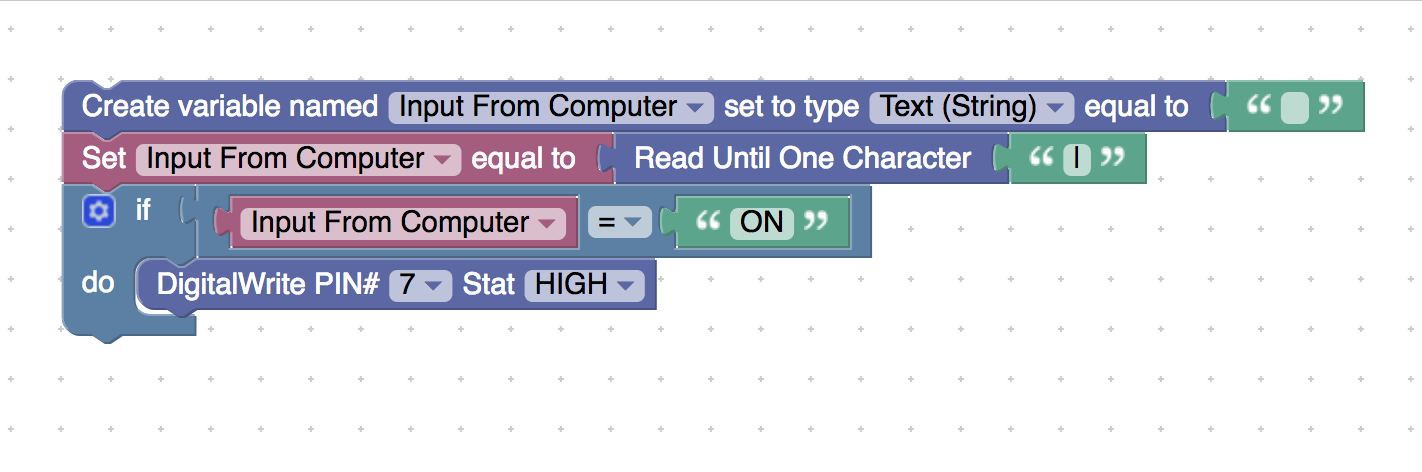 Create variable named Input From Computer set to type Text (String) equal to “ ”
Set Input From Computer equal to Read Until One Character “ | ”
if Input From Computer = “ ON ”
do DigitalWrite PIN# 7 Stat HIGH